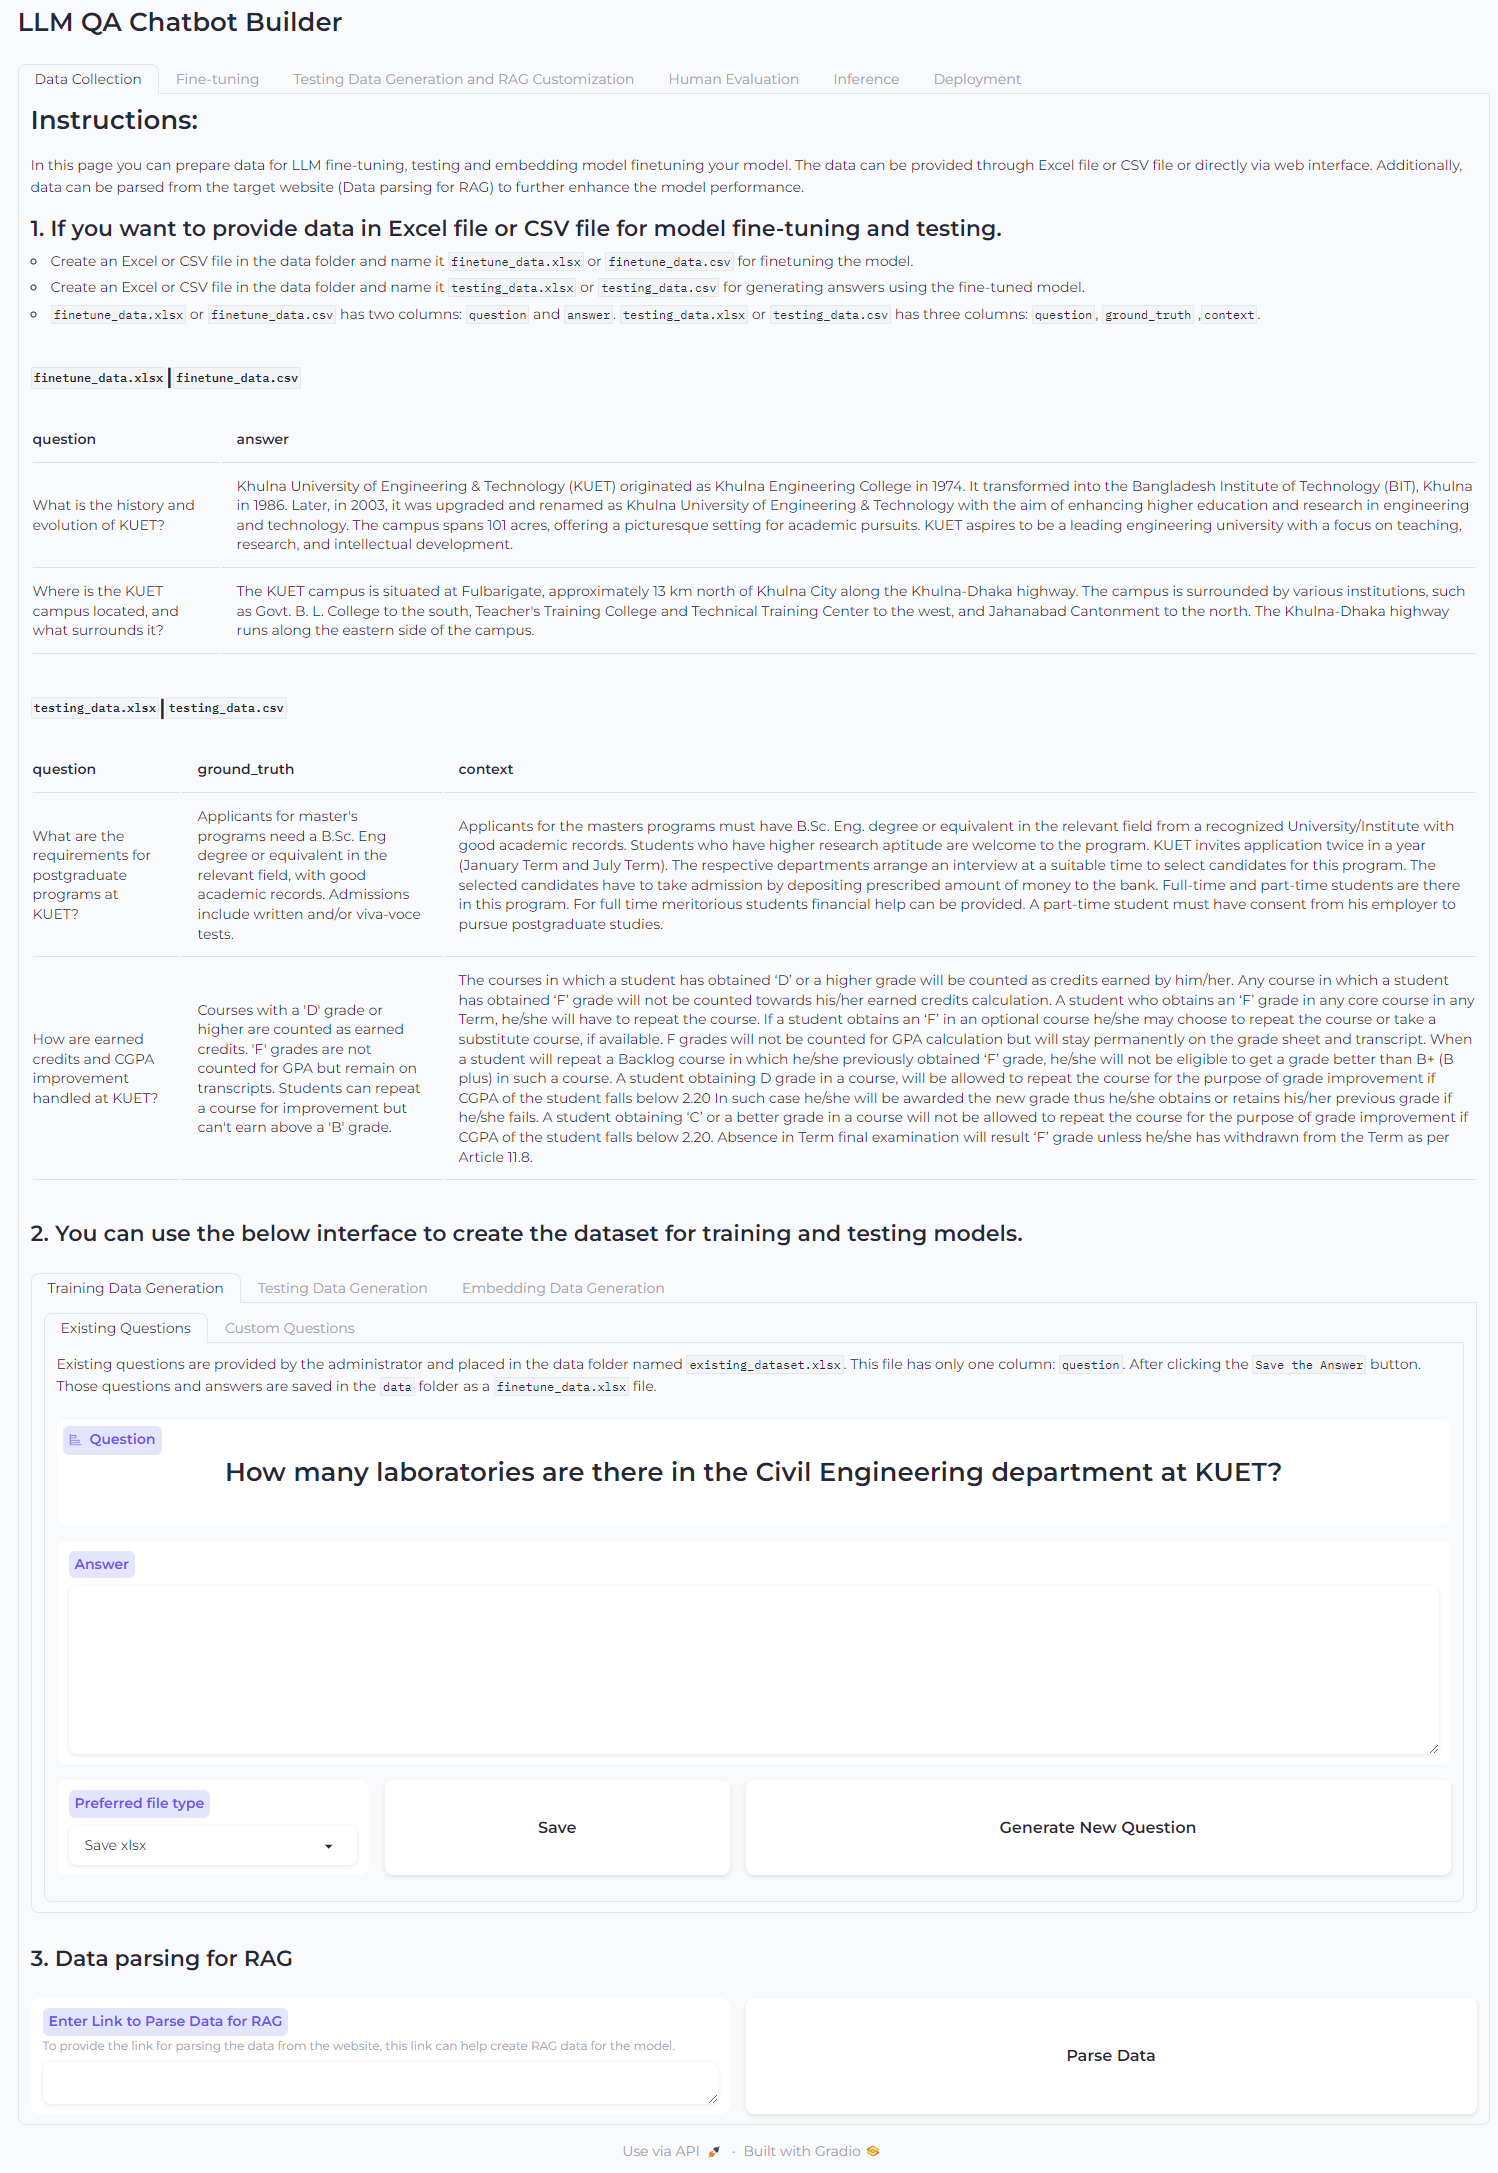 LLM QA Chatbot Builder
Data Collection
Fine-tuning
Testing Data Generation and RAG Customization
Human Evaluation
Inference
Deployment
Instructions:
In this page you can prepare data for LLM fine-tuning, testing and embedding model finetuning your model. The data can be provided through Excel file or CSV file or directly via web interface. Additionally,
data can be parsed from the target website (Data parsing for RAG) to further enhance the model performance.
1. If you want to provide data in Excel file or CSV file for model fine-tuning and testing.
Create an Excel or CSV file in the data folder and name it finetune_data.xlsx or finetune_data.csv for finetuning the model.
Create an Excel or CSV file in the data folder and name it testing_data.xlsx or testing_data.csv for generating answers using the fine-tuned model.
finetune_data.xlsx or finetune_data.csv has two columns: question and answer. testing_data.xlsx or testing_data.csv has three columns: question, ground_truth ,context.
finetune_data.xlsx | finetune_data.csv
question
answer
What is the history and
evolution of KUET?
Khulna University of Engineering & Technology (KUET) originated as Khulna Engineering College in 1974. It transformed into the Bangladesh Institute of Technology (BIT), Khulna
in 1986. Later, in 2003, it was upgraded and renamed as Khulna University of Engineering & Technology with the aim of enhancing higher education and research in engineering
and technology. The campus spans 101 acres, offering a picturesque setting for academic pursuits. KUET aspires to be a leading engineering university with a focus on teaching,
research, and intellectual development.
Where is the KUET
campus located, and
what surrounds it?
The KUET campus is situated at Fulbarigate, approximately 13 km north of Khulna City along the Khulna-Dhaka highway. The campus is surrounded by various institutions, such
as Govt. B. L. College to the south, Teacher's Training College and Technical Training Center to the west, and Jahanabad Cantonment to the north. The Khulna-Dhaka highway
runs along the eastern side of the campus.
testing_data.xlsx | testing_data.csv
question
ground_truth
context
What are the
requirements for
postgraduate
programs at
KUET?
Applicants for master's
programs need a B.Sc. Eng
degree or equivalent in the
relevant field, with good
academic records. Admissions
include written and/or viva-voce
tests.
Applicants for the masters programs must have B.Sc. Eng. degree or equivalent in the relevant field from a recognized University/Institute with
good academic records. Students who have higher research aptitude are welcome to the program. KUET invites application twice in a year
(January Term and July Term). The respective departments arrange an interview at a suitable time to select candidates for this program. The
selected candidates have to take admission by depositing prescribed amount of money to the bank. Full-time and part-time students are there
in this program. For full time meritorious students financial help can be provided. A part-time student must have consent from his employer to
pursue postgraduate studies.
How are earned
credits and CGPA
improvement
handled at KUET?
Courses with a 'D' grade or
higher are counted as earned
credits. 'F' grades are not
counted for GPA but remain on
transcripts. Students can repeat
a course for improvement but
can't earn above a 'B' grade.
The courses in which a student has obtained ‘D’ or a higher grade will be counted as credits earned by him/her. Any course in which a student
has obtained ‘F’ grade will not be counted towards his/her earned credits calculation. A student who obtains an ‘F’ grade in any core course in any
Term, he/she will have to repeat the course. If a student obtains an ‘F’ in an optional course he/she may choose to repeat the course or take a
substitute course, if available. F grades will not be counted for GPA calculation but will stay permanently on the grade sheet and transcript. When
a student will repeat a Backlog course in which he/she previously obtained ‘F’ grade, he/she will not be eligible to get a grade better than B+ (B
plus) in such a course. A student obtaining D grade in a course, will be allowed to repeat the course for the purpose of grade improvement if
CGPA of the student falls below 2.20 In such case he/she will be awarded the new grade thus he/she obtains or retains his/her previous grade if
he/she fails. A student obtaining ‘C’ or a better grade in a course will not be allowed to repeat the course for the purpose of grade improvement if
CGPA of the student falls below 2.20. Absence in Term final examination will result ‘F’ grade unless he/she has withdrawn from the Term as per
Article 11.8.
2. You can use the below interface to create the dataset for training and testing models.
Training Data Generation
Testing Data Generation
Embedding Data Generation
Existing Questions
Custom Questions
Existing questions are provided by the administrator and placed in the data folder named existing_dataset.xlsx. This file has only one column: question. After clicking the Save the Answer button.
Those questions and answers are saved in the data folder as a finetune_data.xlsx file.
Question
How many laboratories are there in the Civil Engineering department at KUET?
Answer
Preferred file type
Save xlsx
Save
Generate New Question
3. Data parsing for RAG
Enter Link to Parse Data for RAG
To provide the link for parsing the data from the website, this link can help create RAG data for the model.
Parse Data
Use via API · Built with Gradio